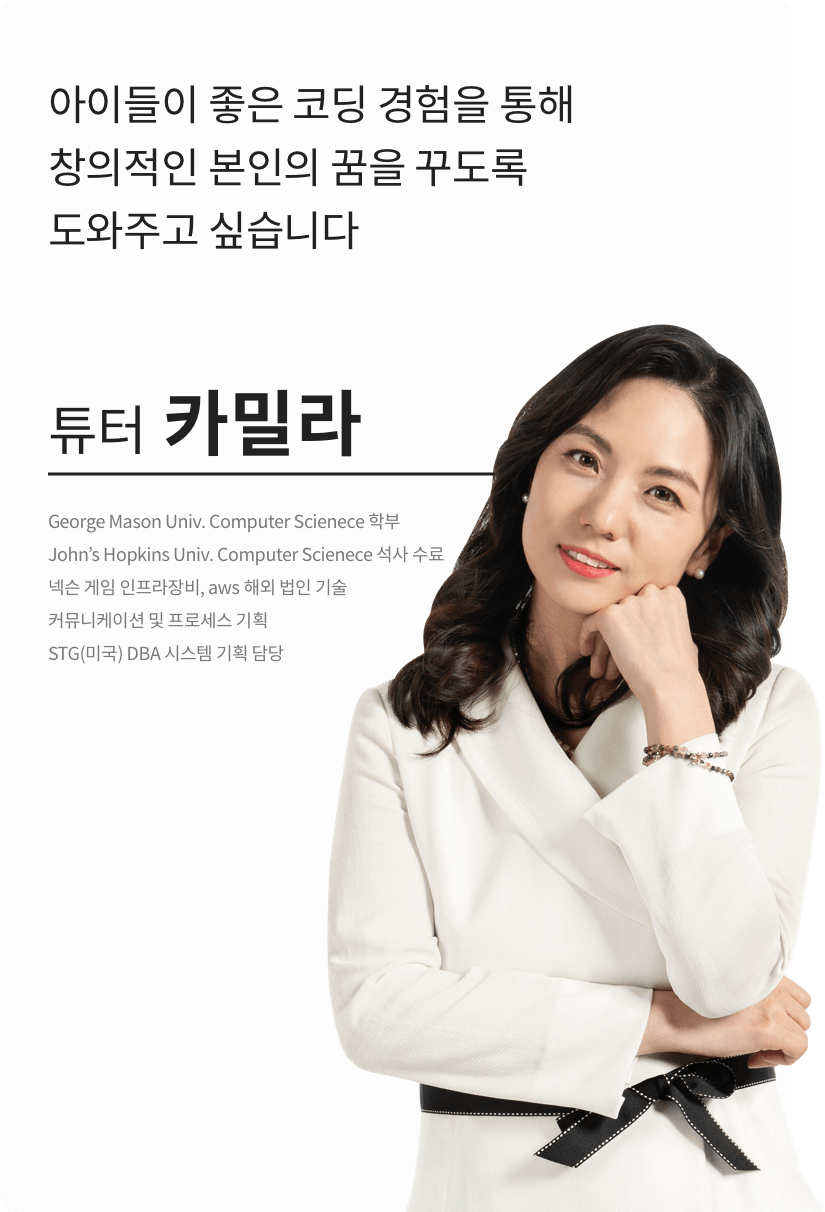 아이들이 좋은 코딩 경험을 통해
창의적인 본인의 꿈을 꾸도록
도와주고 싶습니다
튜터 카밀라
George Mason Univ. Computer Scienece 학부
John’s Hopkins Univ. Computer Scienece 석사 수료
넥슨 게임 인프라장비, aws 해외 법인 기술
커뮤니케이션 및 프로세스 기획
STG(미국) DBA 시스템 기획 담당